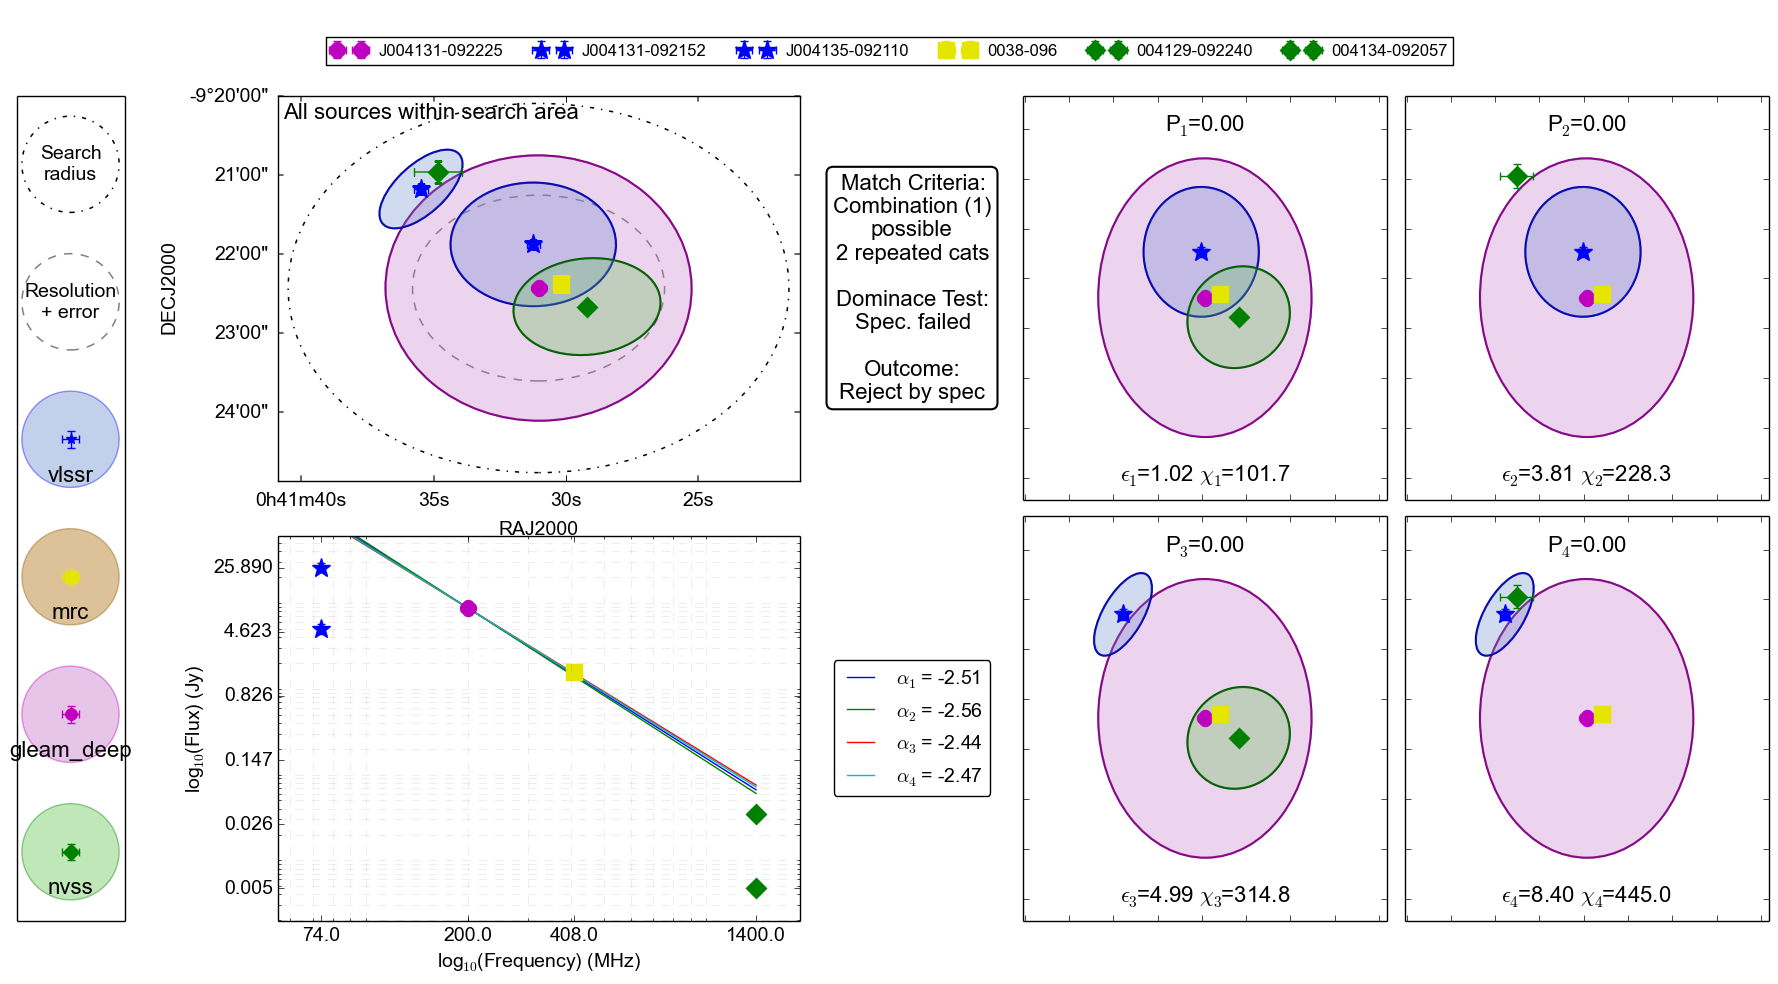 J004131-092225 J004131-092152 J004135-092110 0038-096 004129-092240 004134-092057
Search
radius
Resolution
+ error
vlssr
mrc
gleam_deep
nvss
All sources within search area
-9°20'00"
21'00"
22'00"
23'00"
24'00"
DECJ2000
0h41m40s 35s 30s 25s
RAJ2000
Match Criteria:
Combination (1)
possible
2 repeated cats
Dominace Test:
Spec. failed
Outcome:
Reject by spec
P₁=0.00
ϵ₁=1.02 χ₁=101.7
P₂=0.00
ϵ₂=3.81 χ₂=228.3
25.890
4.623
0.826
0.147
0.026
0.005
log₁₀(Flux) (Jy)
74.0 200.0 408.0 1400.0
log₁₀(Frequency) (MHz)
α₁ = -2.51
α₂ = -2.56
α₃ = -2.44
α₄ = -2.47
P₃=0.00
ϵ₃=4.99 χ₃=314.8
P₄=0.00
ϵ₄=8.40 χ₄=445.0